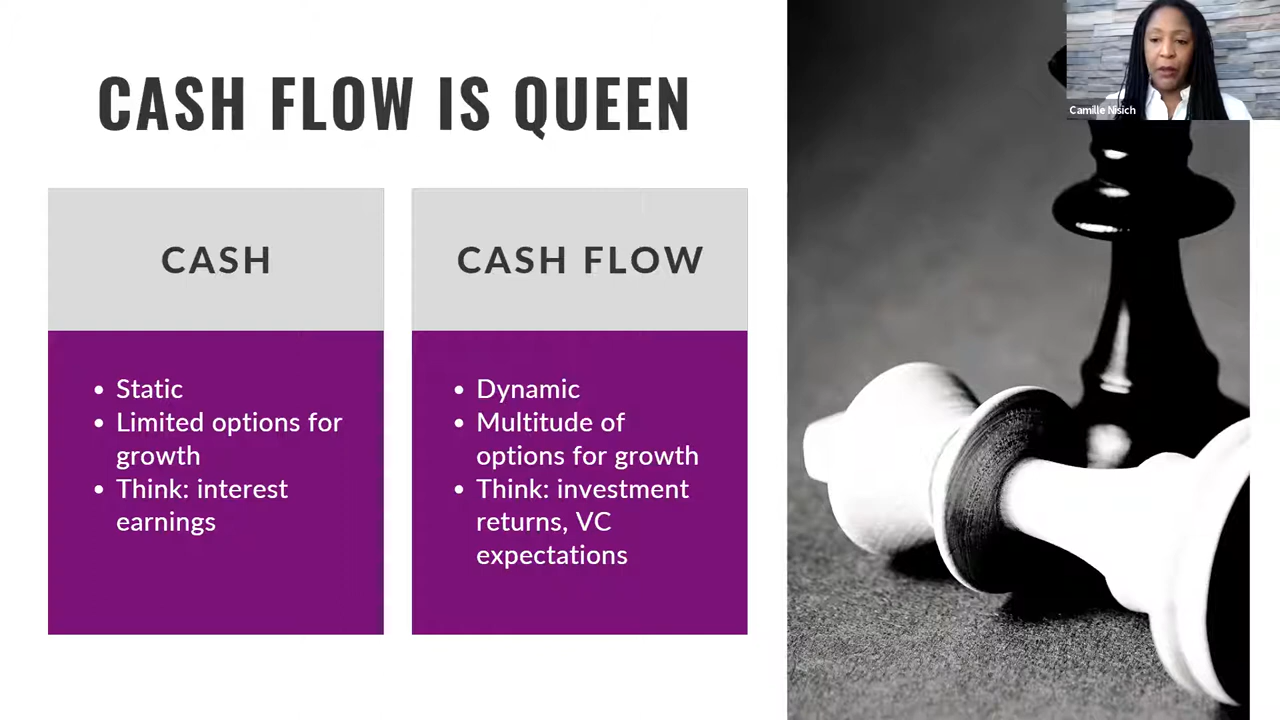 CASH FLOW IS QUEEN
Camille Nisich
CASH
• Static
• Limited options for
growth
• Think: interest
earnings
CASH FLOW
• Dynamic
• Multitude of
options for growth
• Think: investment
returns, VC
expectations